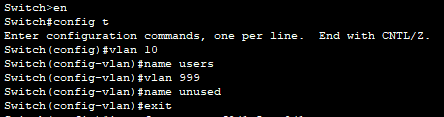 Switch>en
Switch#config t
Enter configuration commands, one per line.  End with CNTL/Z.
Switch(config)#vlan 10
Switch(config-vlan)#name users
Switch(config-vlan)#vlan 999
Switch(config-vlan)#name unused
Switch(config-vlan)#exit